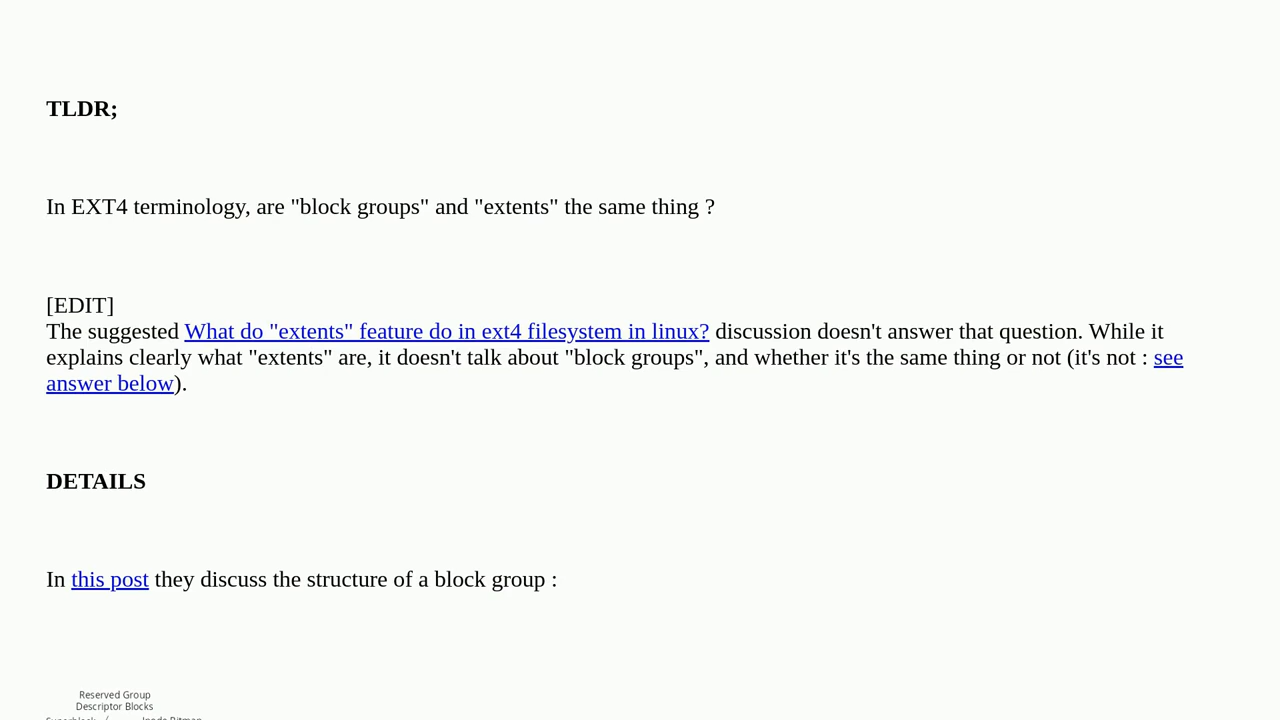 TLDR;
In EXT4 terminology, are "block groups" and "extents" the same thing ?
[EDIT]
The suggested What do "extents" feature do in ext4 filesystem in linux? discussion doesn't answer that question. While it
explains clearly what "extents" are, it doesn't talk about "block groups", and whether it's the same thing or not (it's not : see
answer below).
DETAILS
In this post they discuss the structure of a block group :
Reserved Group
Descriptor Blocks